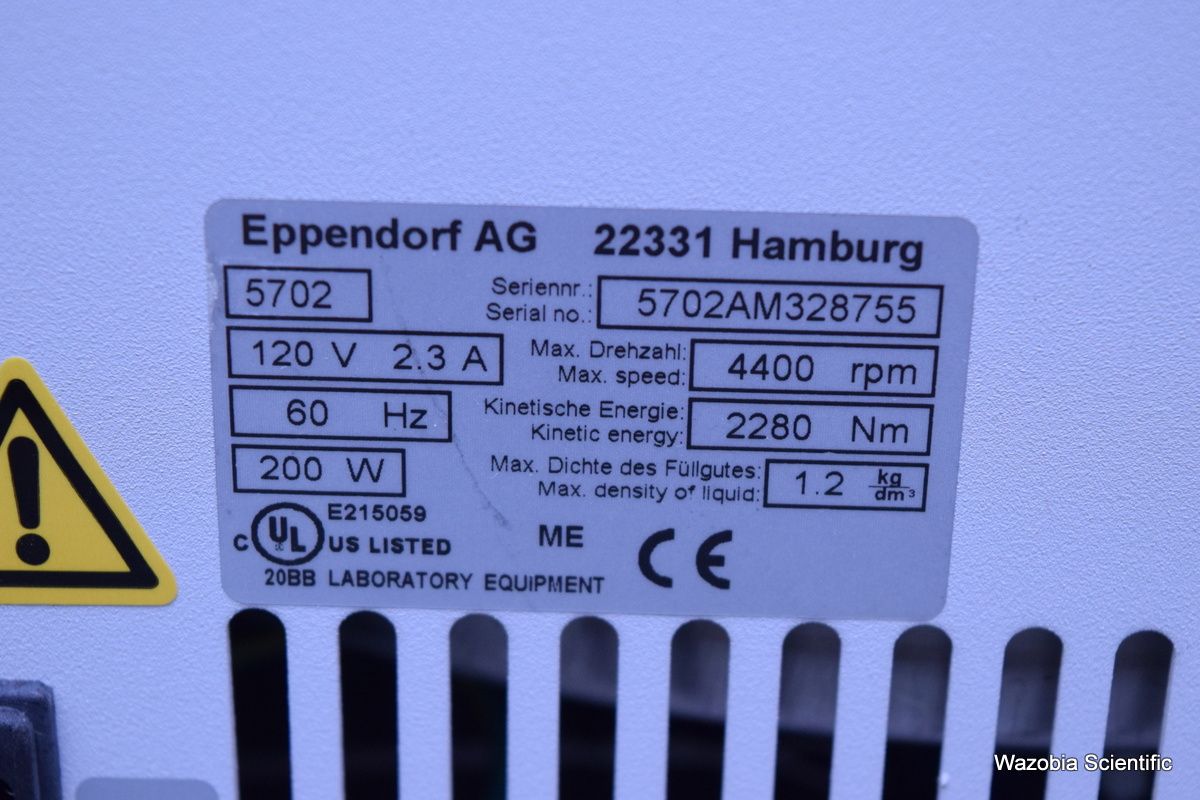 Eppendorf AG 22331 Hamburg
5702
Seriennr.:
Serial no.:
5702AM328755
120 V 2.3 A
Max. Drehzahl:
Max. speed:
4400 rpm
60 Hz
Kinetische Energie:
Kinetic energy:
2280 Nm
200 W
Max. Dichte des Füllgutes:
Max. density of liquid:
1.2 kg/dm³
E215059
C UL US LISTED
ME
CE
20BB LABORATORY EQUIPMENT
Wazobia Scientific